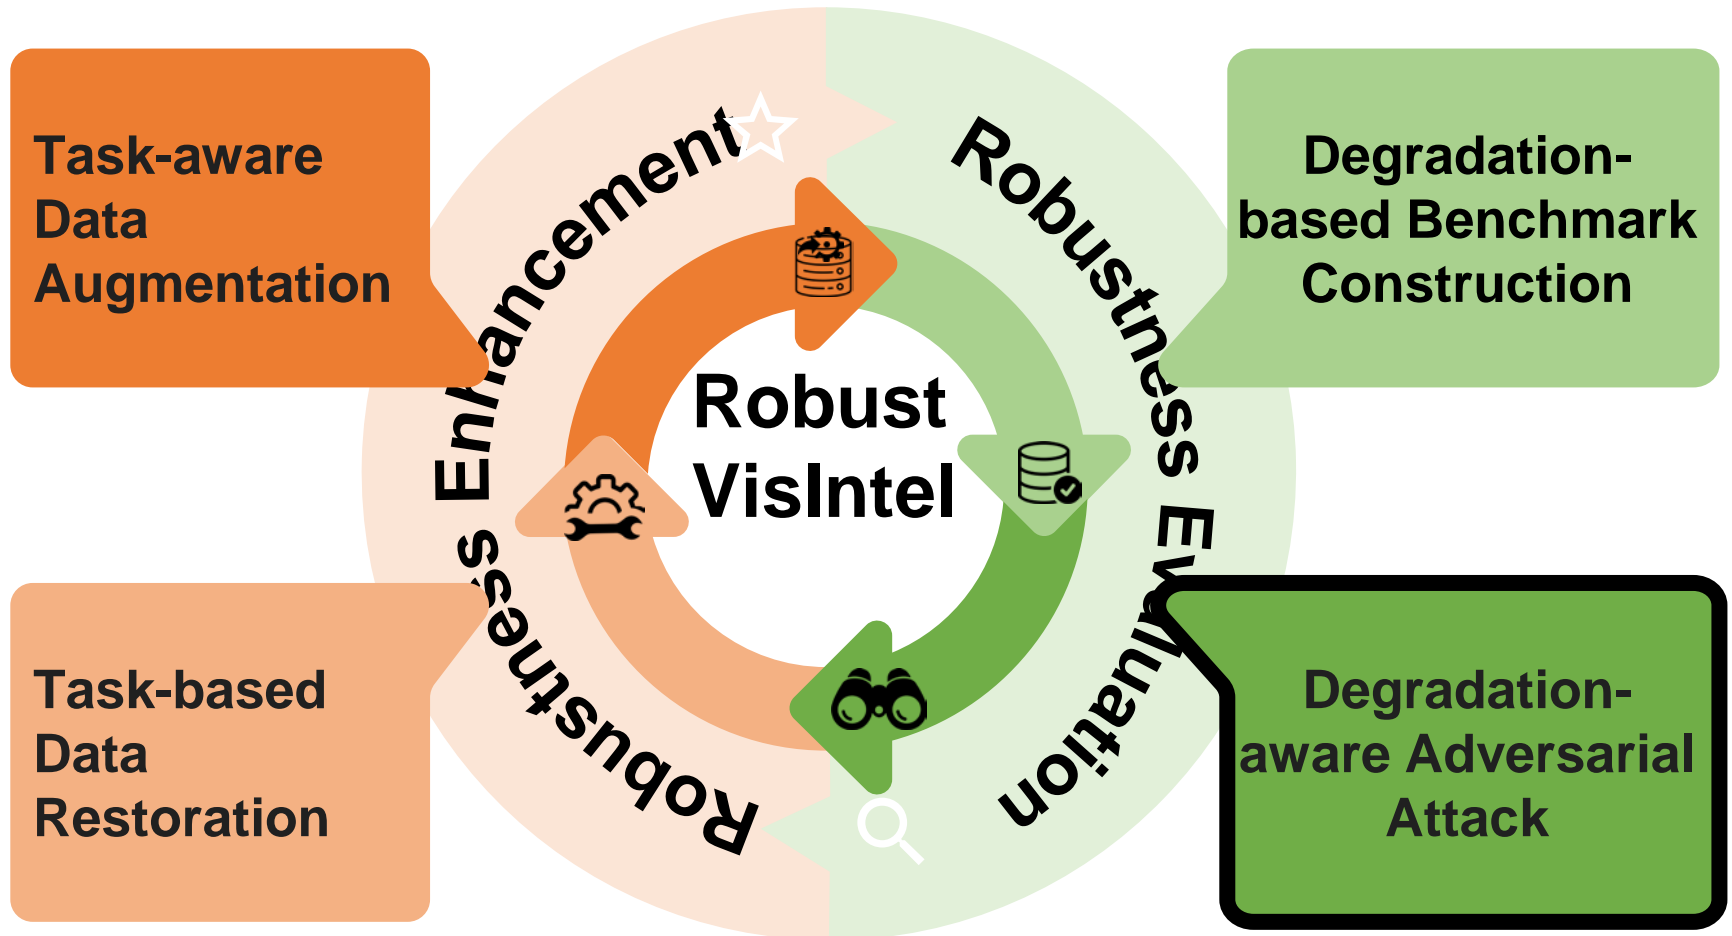 Task-aware
Data
Augmentation
Degradation-
based Benchmark
Construction
Robustness Enhancement
Robustness Evaluation
Robust
VisIntel
Task-based
Data
Restoration
Degradation-
aware Adversarial
Attack